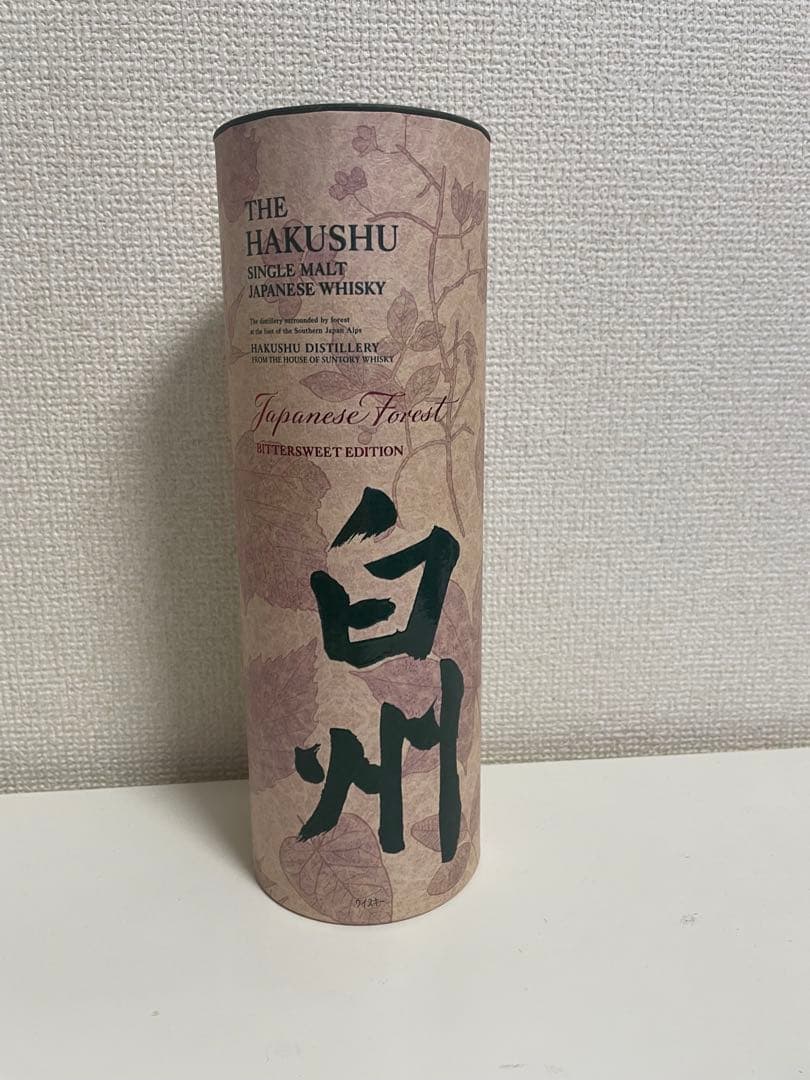 THE
HAKUSHU
SINGLE MALT
JAPANESE WHISKY
The distillery surrounded by forest
at the foot of the Southern Japan Alps
HAKUSHU DISTILLERY
FROM THE HOUSE OF SUNTORY WHISKY
Japanese Forest
BITTERSWEET EDITION
白
州
ウイスキー